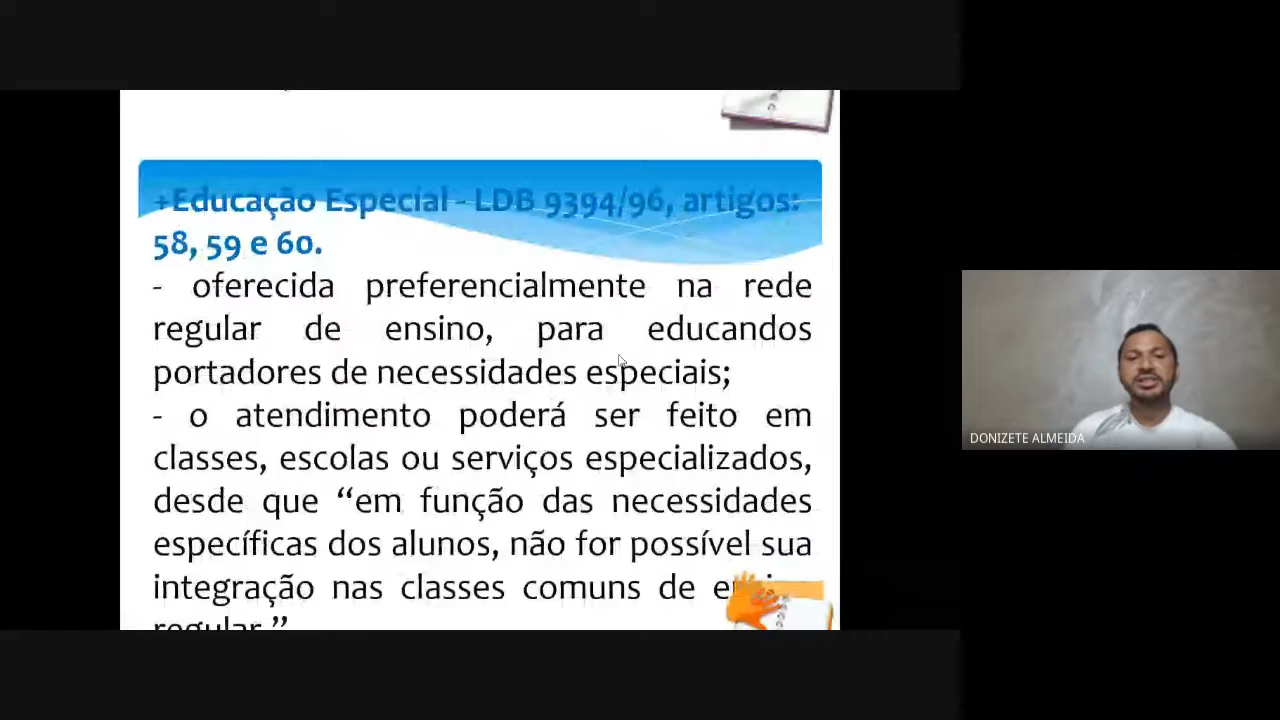 +Educação Especial - LDB 9394/96, artigos:
58, 59 e 60.
- oferecida preferencialmente na rede
regular de ensino, para educandos
portadores de necessidades especiais;
- o atendimento poderá ser feito em
classes, escolas ou serviços especializados,
desde que “em função das necessidades
específicas dos alunos, não for possível sua
integração nas classes comuns de
regular.”
DONIZETE ALMEIDA